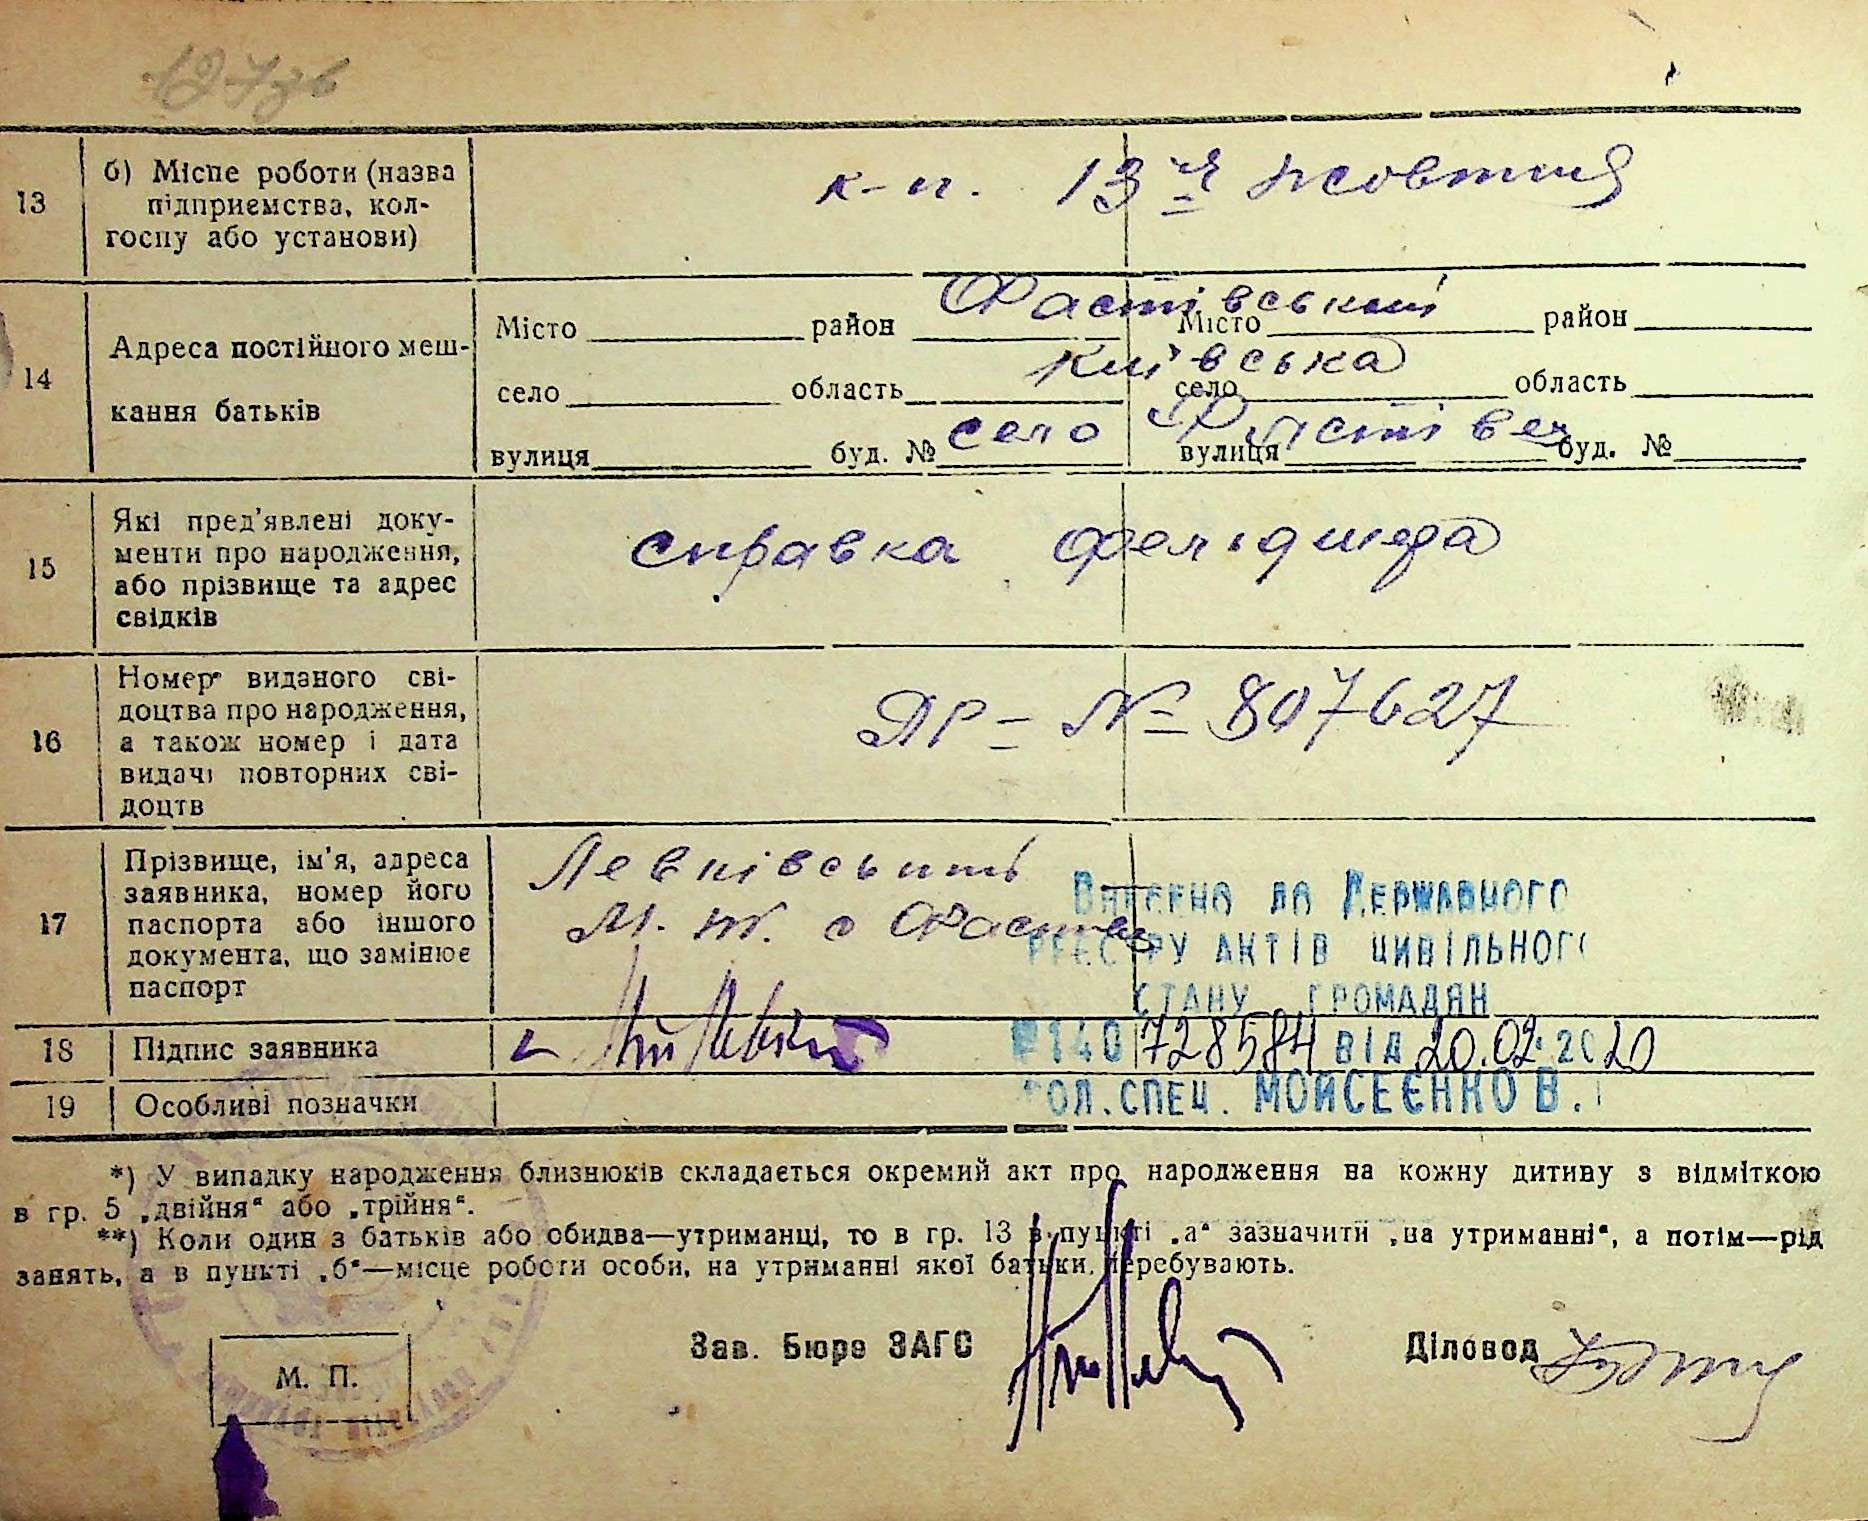 127зв
13
б) Місце роботи (назва
підприємства, кол-
госпу або установи)
к-п. 13 чя жовтня
14
Адреса постійного меш-
кання батьків
Місто район Фастівський Місто район
село область Київська село область
вулиця буд. № село Фастівець вулиця буд. №
15
Які пред'явлені доку-
менти про народження,
або прізвище та адрес
свідків
справка фельдшера
16
Номер виданого сві-
доцтва про народження,
а також номер і дата
видачі повторних сві-
доцтв
ЯР - № 807627
17
Прізвище, ім'я, адреса
заявника, номер його
паспорта або іншого
документа, що замінює
паспорт
Левківський
М. Т. с Фастівец
Внесено до Державного
реєстру актів цивільного
стану громадян
№ 140 728584 від 20.02.2020
гол. спец. Мойсеєнко В.
18 Підпис заявника
19 Особливі позначки
*) У випадку народження близнюків складається окремий акт про народження на кожну дитину з відміткою
в гр. 5 „двійня“ або „трійня“.
**) Коли один з батьків або обидва—утриманці, то в гр. 13 в пункті „а“ зазначити „на утриманні“, а потім—рід
занять, а в пункті „б“—місце роботи особи, на утриманні якої батьки перебувають.
Зав. Бюро ЗАГС
Діловод
М. П.